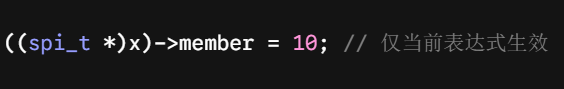 ((spi_t *)x)->member = 10; // 仅当前表达式生效